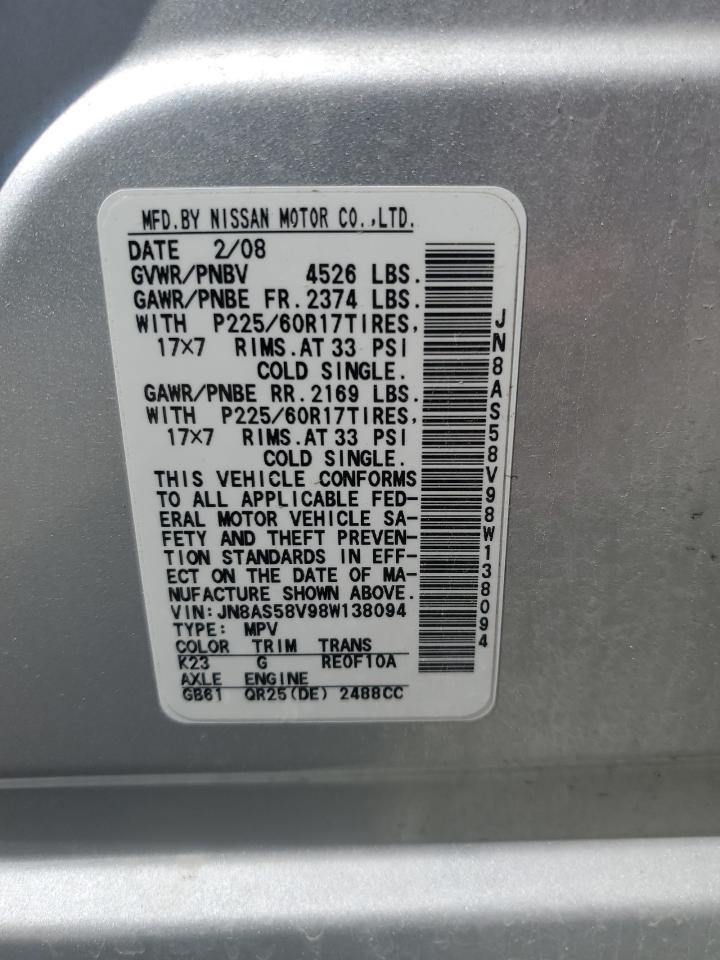 MFD.BY NISSAN MOTOR CO.,LTD.
DATE 2/08
GVWR/PNBV 4526 LBS.
GAWR/PNBE FR.2374 LBS.
WITH P225/60R17TIRES,
17×7 RIMS.AT 33 PSI
COLD SINGLE.
GAWR/PNBE RR.2169 LBS.
WITH P225/60R17TIRES,
17×7 RIMS.AT 33 PSI
COLD SINGLE.
THIS VEHICLE CONFORMS
TO ALL APPLICABLE FED-
ERAL MOTOR VEHICLE SA-
FETY AND THEFT PREVEN-
TION STANDARDS IN EFF-
ECT ON THE DATE OF MA-
NUFACTURE SHOWN ABOVE.
VIN:JN8AS58V98W138094
TYPE: MPV
COLOR TRIM TRANS
K23 G RE0F10A
AXLE ENGINE
GB61 QR25(DE) 2488CC
JN8AS58V98W138094